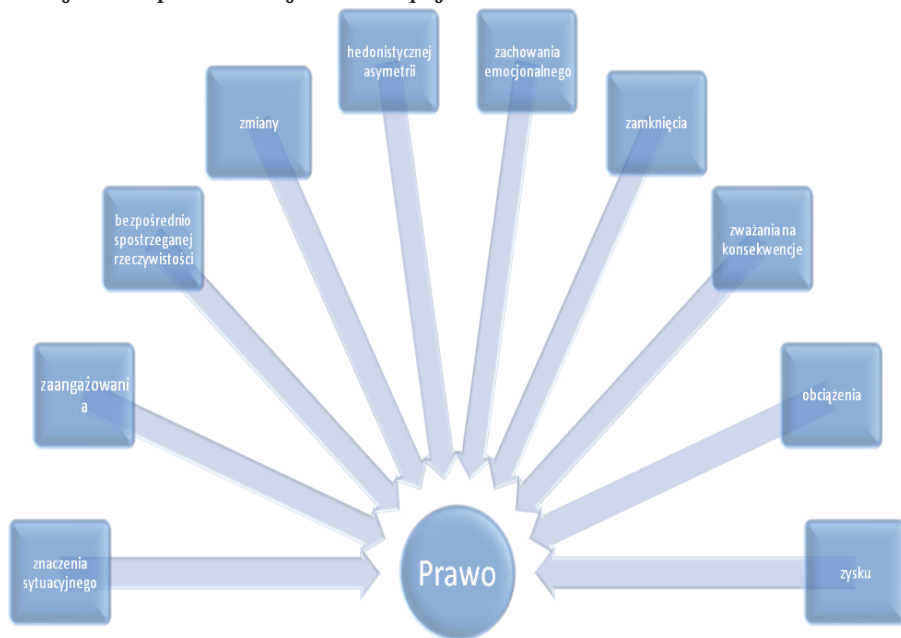 hedonistycznej
asymetrii
zachowania
emocjonalnego
zmiany
zamknięcia
bezpośrednio
spostrzeganej
rzeczywistości
zważania na
konsekwencje
zaangażowani
a
obciążenia
znaczenia
sytuacyjnego
Prawo
zysku